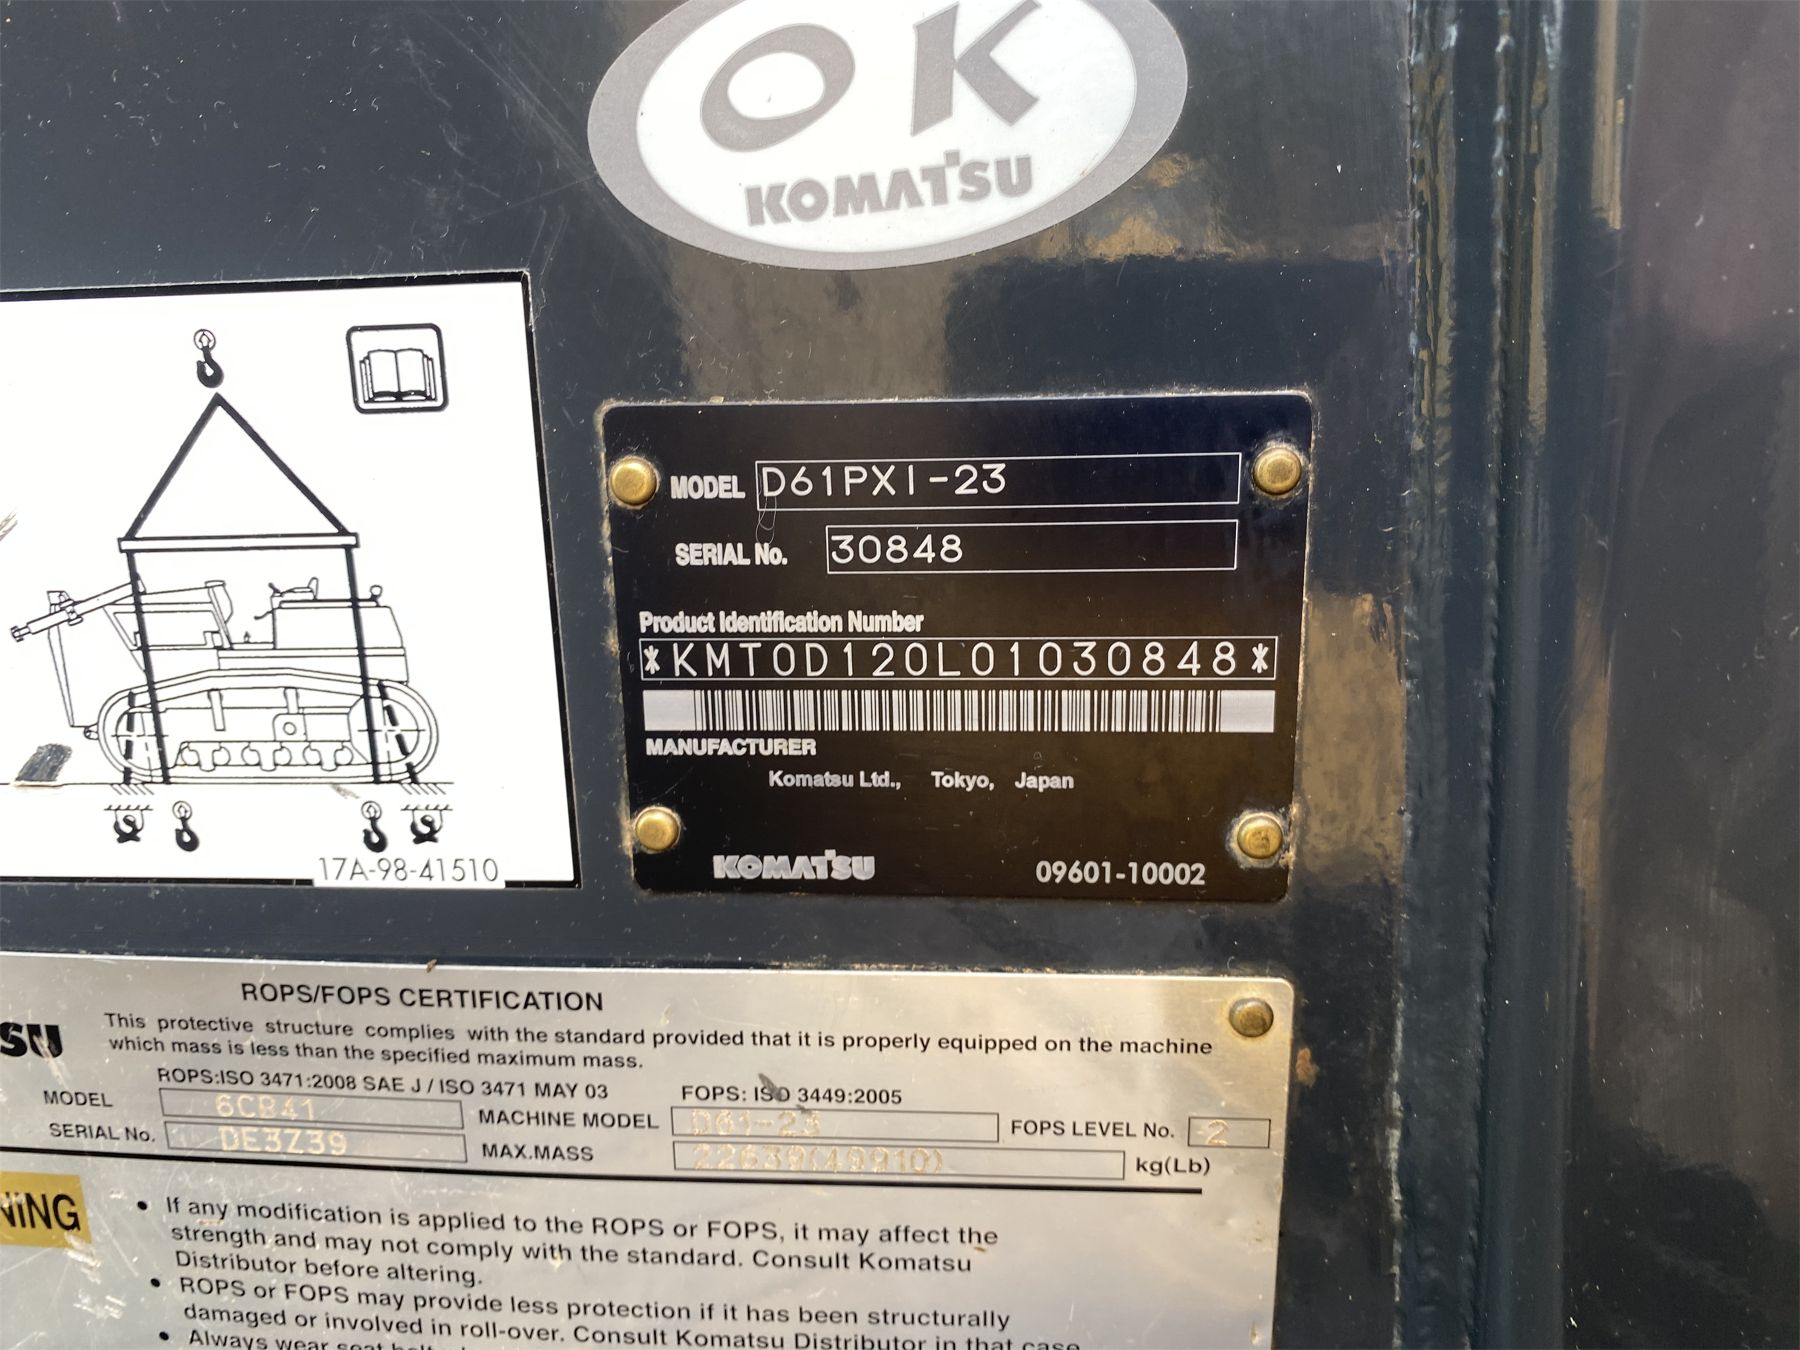 OK
KOMATSU
17A-98-41510
MODEL D61PXI-23
SERIAL No. 30848
Product Identification Number
*KMT0D120L01030848*
MANUFACTURER
Komatsu Ltd., Tokyo, Japan
KOMATSU 09601-10002
ROPS/FOPS CERTIFICATION
SU
This protective structure complies with the standard provided that it is properly equipped on the machine
which mass is less than the specified maximum mass.
ROPS:ISO 3471:2008 SAE J / ISO 3471 MAY 03 FOPS: ISO 3449:2005
MODEL 6CB41 MACHINE MODEL D61-23 FOPS LEVEL No. 2
SERIAL No. DE3Z39 MAX.MASS 22639(49910) kg(Lb)
NING
• If any modification is applied to the ROPS or FOPS, it may affect the
strength and may not comply with the standard. Consult Komatsu
Distributor before altering.
• ROPS or FOPS may provide less protection if it has been structurally
damaged or involved in roll-over. Consult Komatsu Distributor in that case.
• Always wear seat